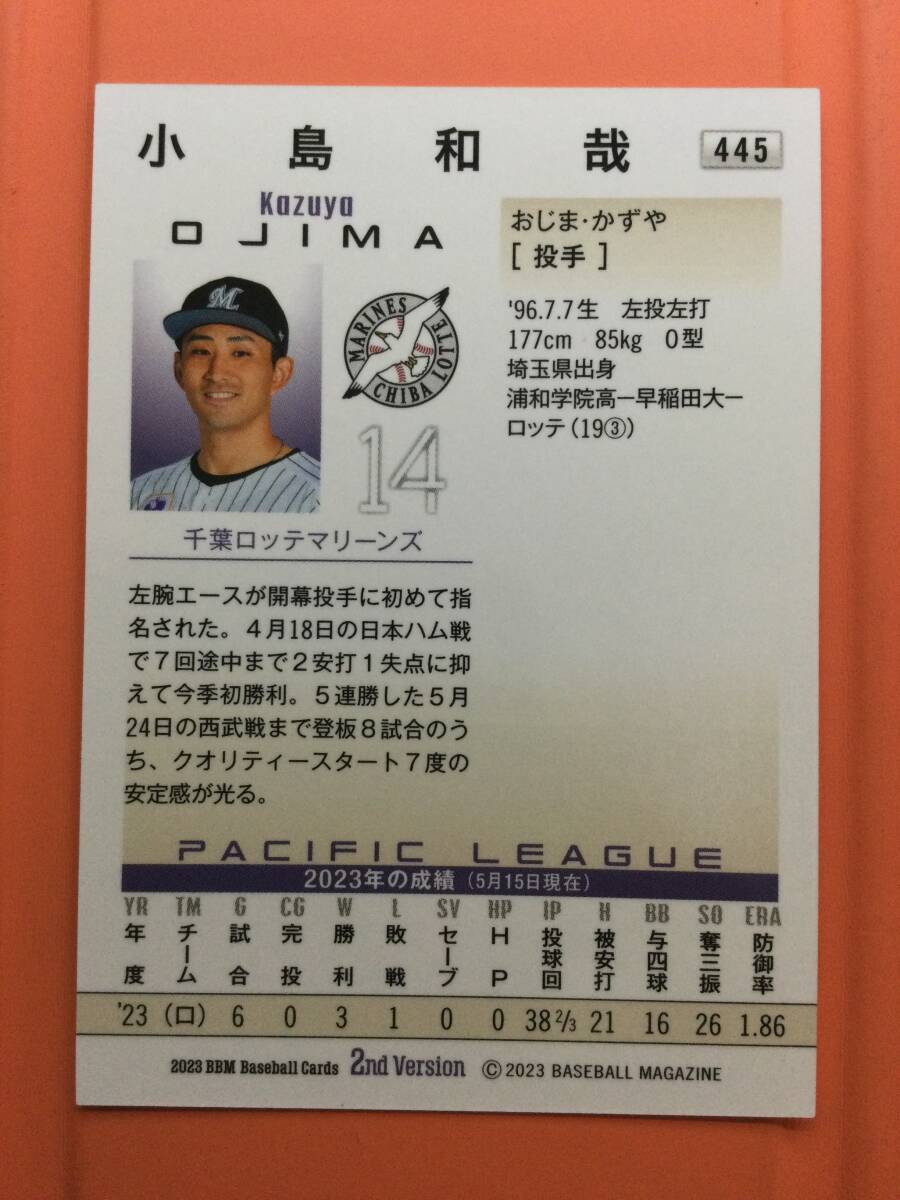 小島和哉
445
Kazuya
OJIMA
おじま・かずや
[ 投手 ]
'96.7.7生 左投左打
177cm 85kg O型
埼玉県出身
浦和学院高ー早稲田大ー
ロッテ(19③)
M
MARINES
CHIBA LOTTE
14
千葉ロッテマリーンズ
左腕エースが開幕投手に初めて指
名された。4月18日の日本ハム戦
で7回途中まで2安打1失点に抑
えて今季初勝利。5連勝した5月
24日の西武戦まで登板8試合のう
ち、クオリティースタート7度の
安定感が光る。
PACIFIC LEAGUE
2023年の成績(5月15日現在)
YR TM G CG W L SV HP IP H BB SO ERA
年度 チーム 試合 完投 勝利 敗戦 セーブ HP 投球回 被安打 与四球 奪三振 防御率
'23 (ロ) 6 0 3 1 0 0 38 2/3 21 16 26 1.86
2023 BBM Baseball Cards 2nd Version ©2023 BASEBALL MAGAZINE